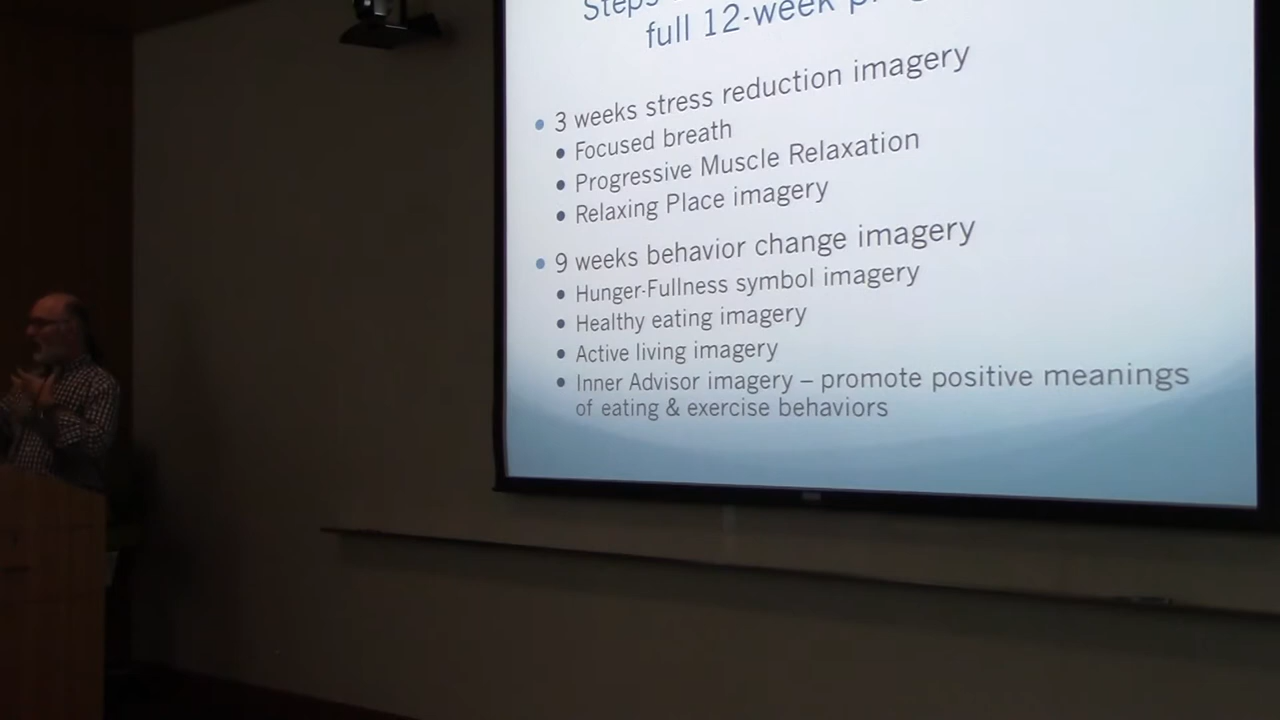 Steps
full 12-week
• 3 weeks stress reduction imagery
• Focused breath
• Progressive Muscle Relaxation
• Relaxing Place imagery
• 9 weeks behavior change imagery
• Hunger-Fullness symbol imagery
• Healthy eating imagery
• Active living imagery
• Inner Advisor imagery – promote positive meanings
of eating & exercise behaviors